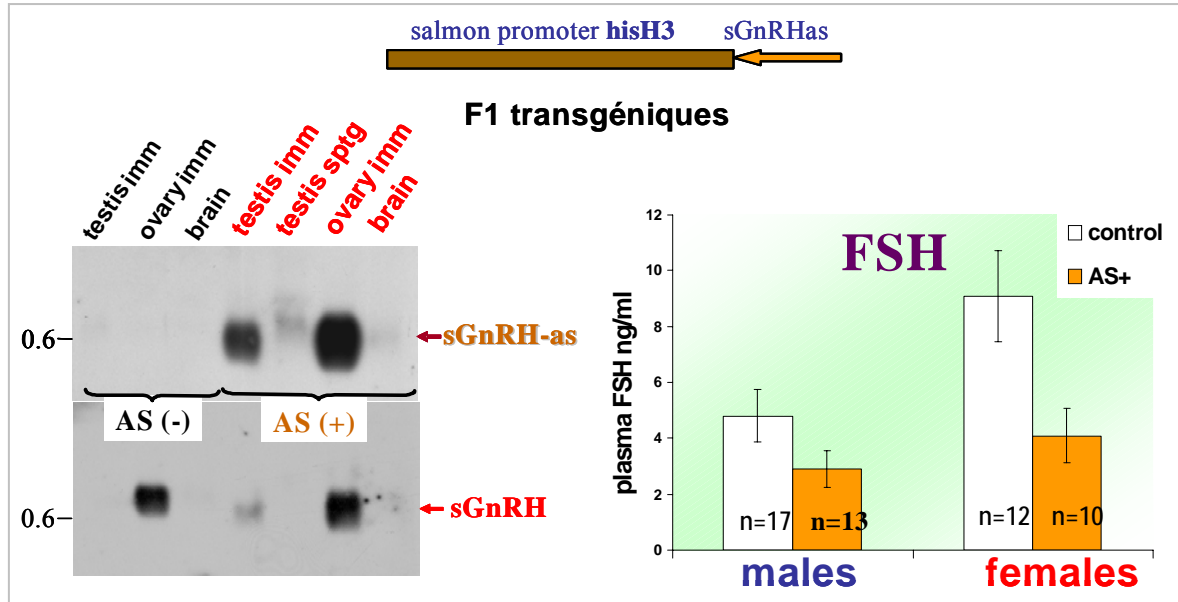 salmon promoter hisH3 sGnRHas
F1 transgéniques
testis imm
ovary imm
brain
testis imm
testis sptg
ovary imm
brain
0.6
sGnRH-as
AS (-)
AS (+)
0.6
sGnRH
FSH
control
AS+
plasma FSH ng/ml
12
10
8
6
4
2
0
n=17
n=13
n=12
n=10
males
females